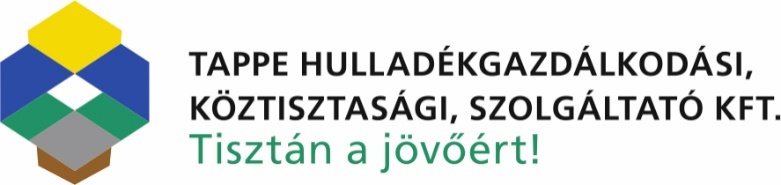 TAPPE HULLADÉKGAZDÁLKODÁSI,
KÖZTISZTASÁGI, SZOLGÁLTATÓ KFT.
Tisztán a jövőért!